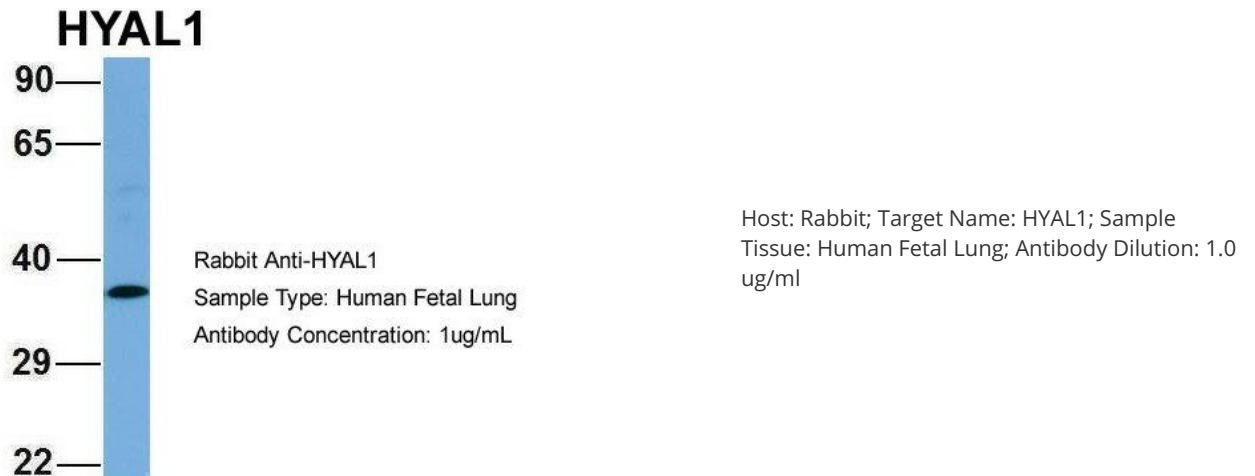 HYAL1
90
65
40
29
22
Rabbit Anti-HYAL1
Sample Type: Human Fetal Lung
Antibody Concentration: 1ug/mL
Host: Rabbit; Target Name: HYAL1; Sample
Tissue: Human Fetal Lung; Antibody Dilution: 1.0
ug/ml